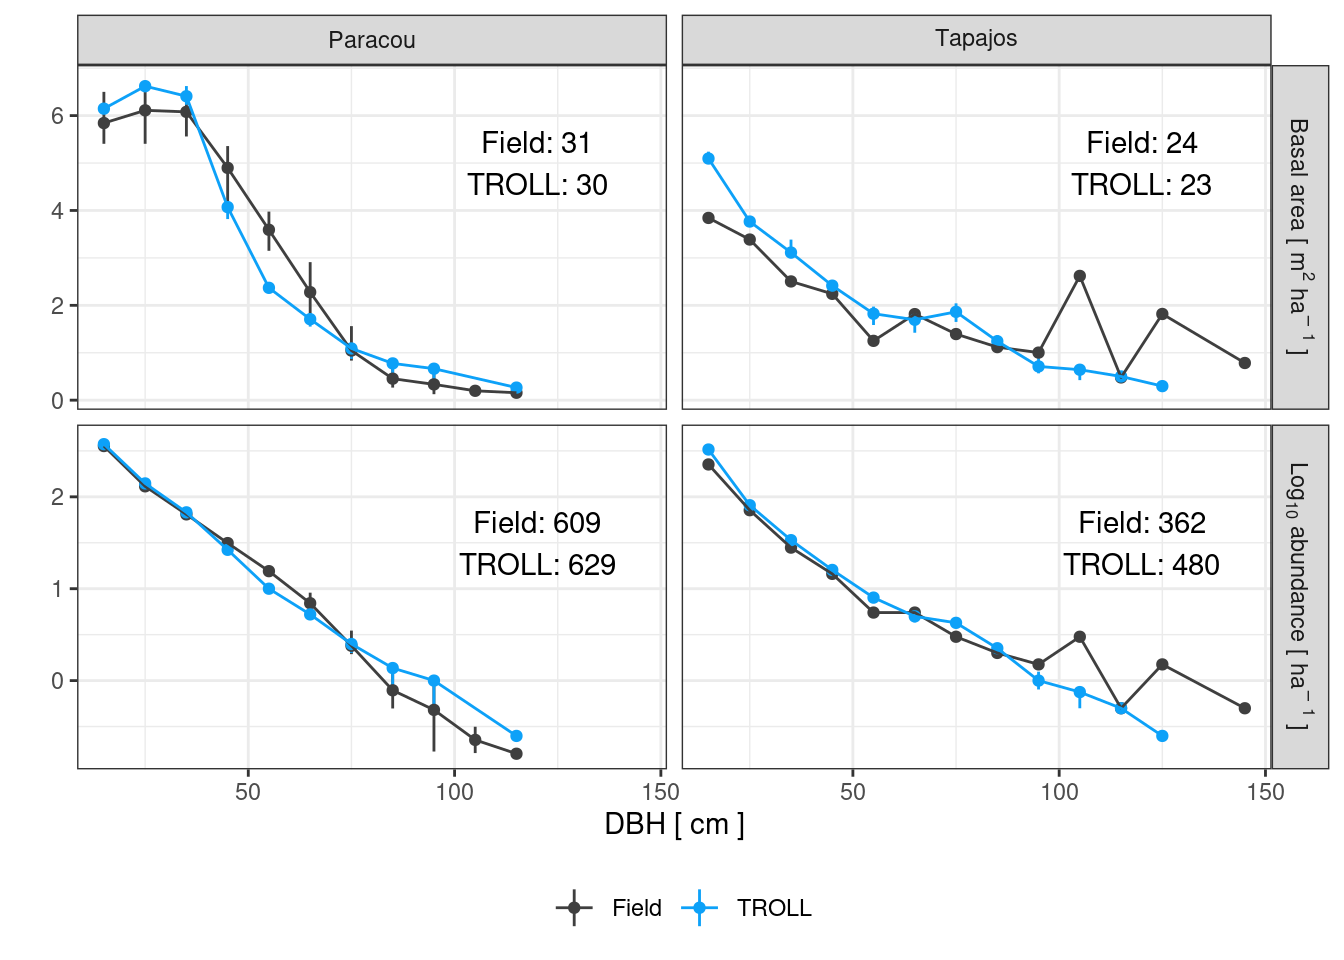 Paracou
Tapajos
6
4
2
0
Field: 31
TROLL: 30
Field: 24
TROLL: 23
Basal area [ m² ha⁻¹ ]
2
1
0
Field: 609
TROLL: 629
Field: 362
TROLL: 480
Log₁₀ abundance [ ha⁻¹ ]
50 100 150 50 100 150
DBH [ cm ]
Field TROLL